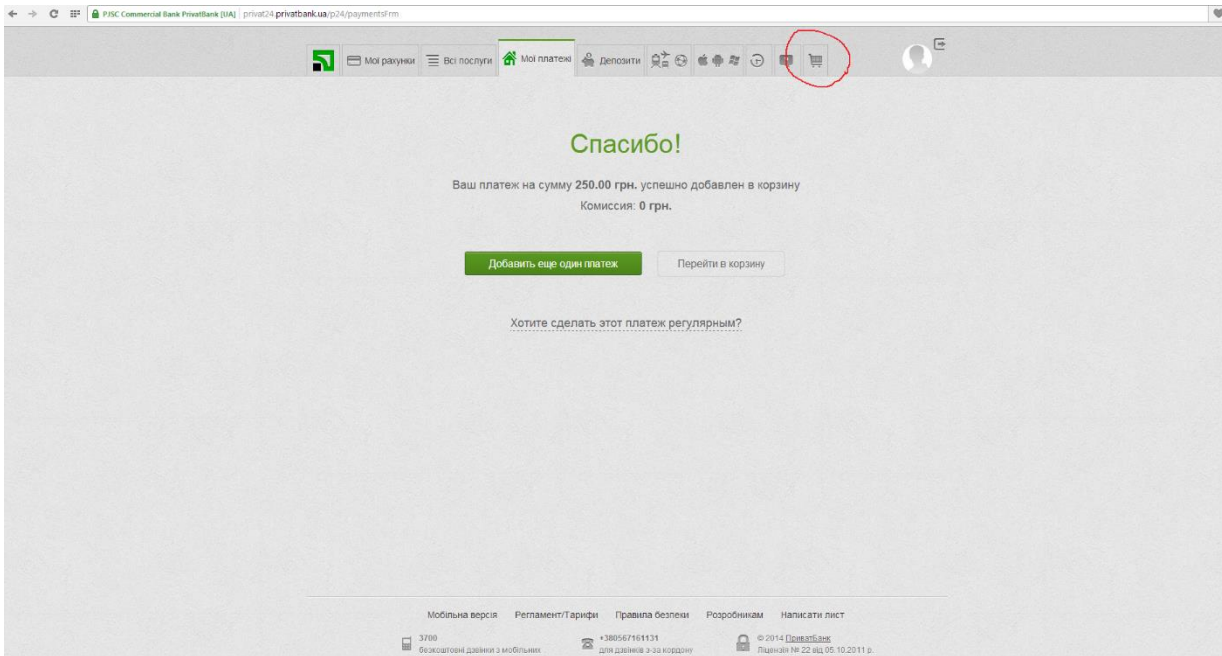 PJSC Commercial Bank PrivatBank [UA] privat24.privatbank.ua/p24/paymentsFrm
Мої рахунки Всі послуги Мої платежі Депозити
Спасибо!
Ваш платеж на сумму 250.00 грн. успешно добавлен в корзину
Комиссия: 0 грн.
Добавить еще один платеж Перейти в корзину
Хотите сделать этот платеж регулярным?
Мобільна версія Регламент/Тарифи Правила безпеки Розробникам Написати лист
3700 +380567161131 © 2014 ПриватБанк
безкоштовні дзвінки з мобільних для дзвінків з-за кордону Ліцензія № 22 від 05.10.2011 р.